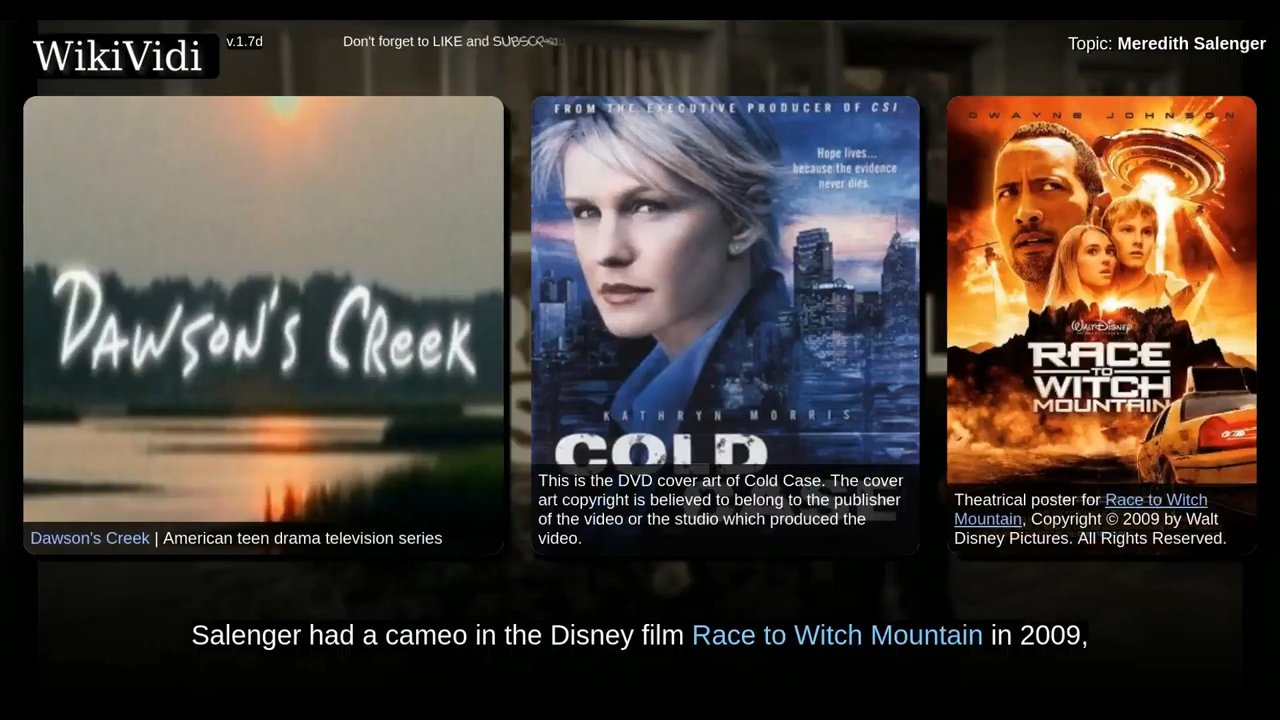 WikiVidi
v.1.7d
Don't forget to LIKE and SUBSCR
Topic: Meredith Salenger
DAWSON'S CREEK
Dawson's Creek | American teen drama television series
FROM THE EXECUTIVE PRODUCER OF CSI
Hope lives...
because the evidence
never dies.
KATHRYN MORRIS
COLD
This is the DVD cover art of Cold Case. The cover
art copyright is believed to belong to the publisher
of the video or the studio which produced the
video.
DWAYNE JOHNSON
WALT DISNEY
RACE
TO
WITCH
MOUNTAIN
Theatrical poster for Race to Witch
Mountain, Copyright © 2009 by Walt
Disney Pictures. All Rights Reserved.
Salenger had a cameo in the Disney film Race to Witch Mountain in 2009,